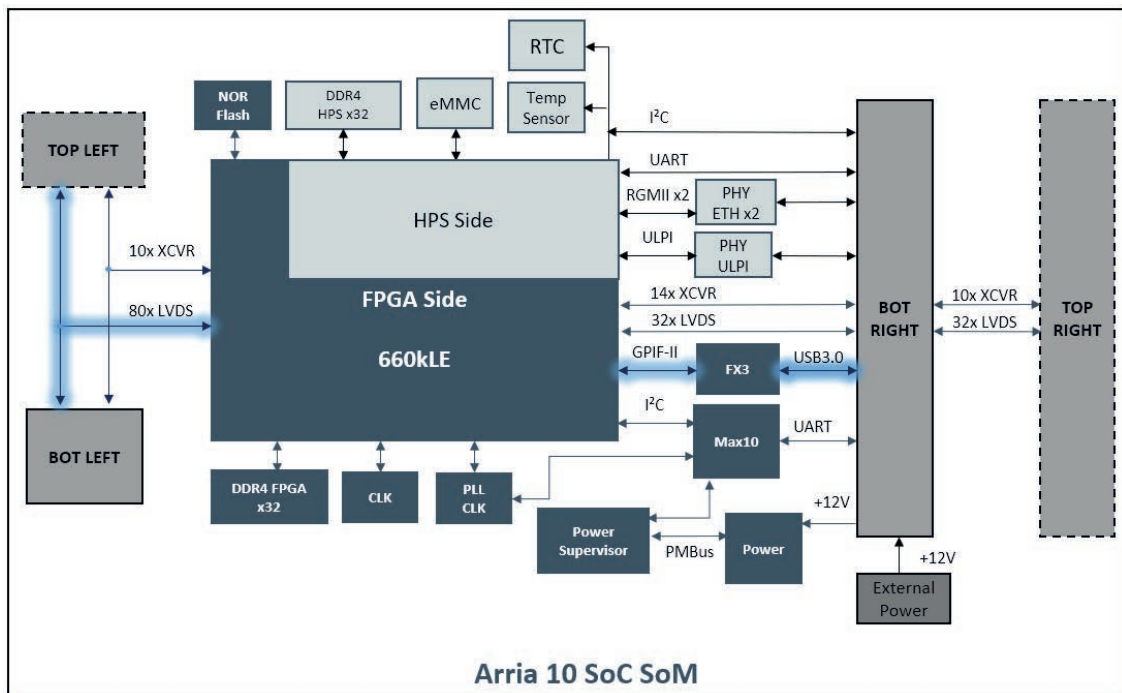 RTC
NOR
Flash
DDR4
HPS x32
eMMC
Temp
Sensor
I²C
TOP LEFT
UART
RGMII x2
PHY
ETH x2
HPS Side
ULPI
PHY
ULPI
10x XCVR
FPGA Side
14x XCVR
10x XCVR
80x LVDS
32x LVDS
BOT
RIGHT
32x LVDS
TOP
RIGHT
660kLE
GPIF-II
FX3
USB3.0
I²C
Max10
UART
BOT LEFT
DDR4 FPGA
x32
CLK
PLL
CLK
+12V
Power
Supervisor
PMBus
Power
+12V
External
Power
Arria 10 SoC SoM